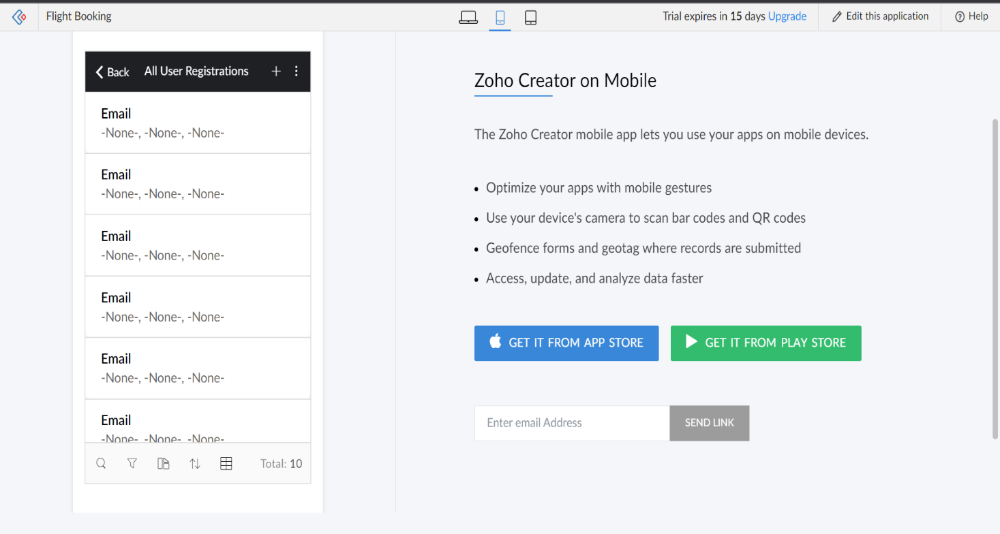 Flight Booking
Trial expires in 15 days Upgrade
Edit this application
Help
Back
All User Registrations
Email
-None-, -None-, -None-
Email
-None-, -None-, -None-
Email
-None-, -None-, -None-
Email
-None-, -None-, -None-
Email
-None-, -None-, -None-
Email
-None-, -None-, -None-
Total: 10
Zoho Creator on Mobile
The Zoho Creator mobile app lets you use your apps on mobile devices.
• Optimize your apps with mobile gestures
• Use your device's camera to scan bar codes and QR codes
• Geofence forms and geotag where records are submitted
• Access, update, and analyze data faster
GET IT FROM APP STORE
GET IT FROM PLAY STORE
Enter email Address
SEND LINK